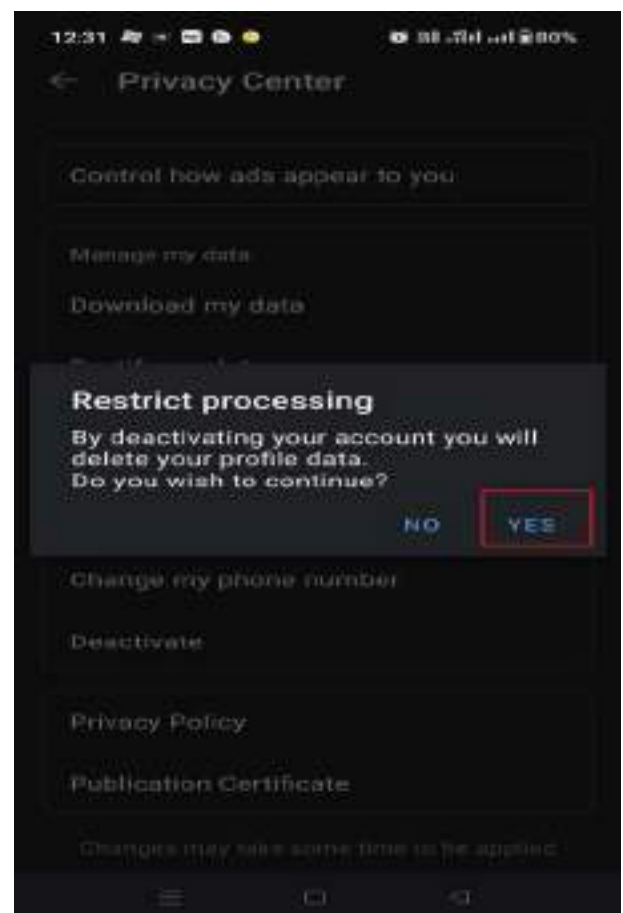 12:31
80%
Privacy Center
Control how ads appear to you
Manage my data
Download my data
Restrict processing
By deactivating your account you will
delete your profile data.
Do you wish to continue?
NO YES
Change my phone number
Deactivate
Privacy Policy
Publication Certificate
Changes may take some time to be applied